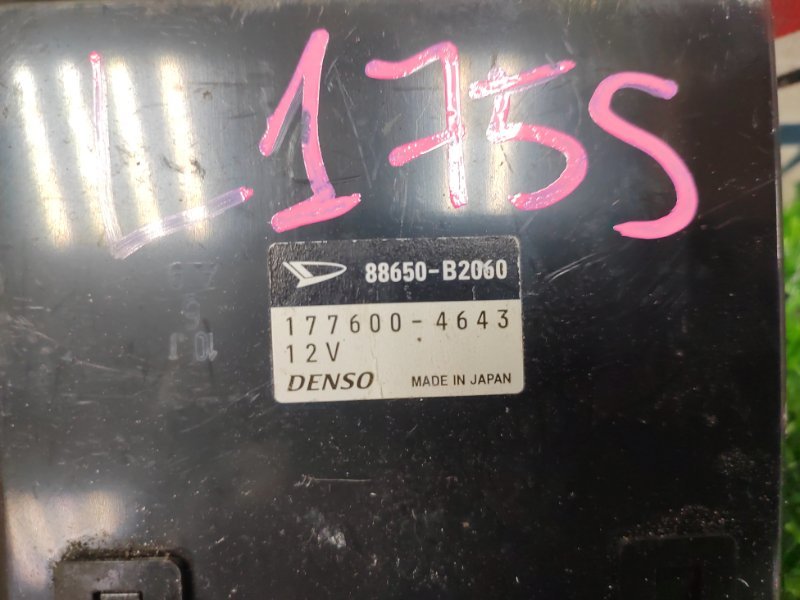 L175S
88650-B2060
177600-4643
12V
DENSO MADE IN JAPAN